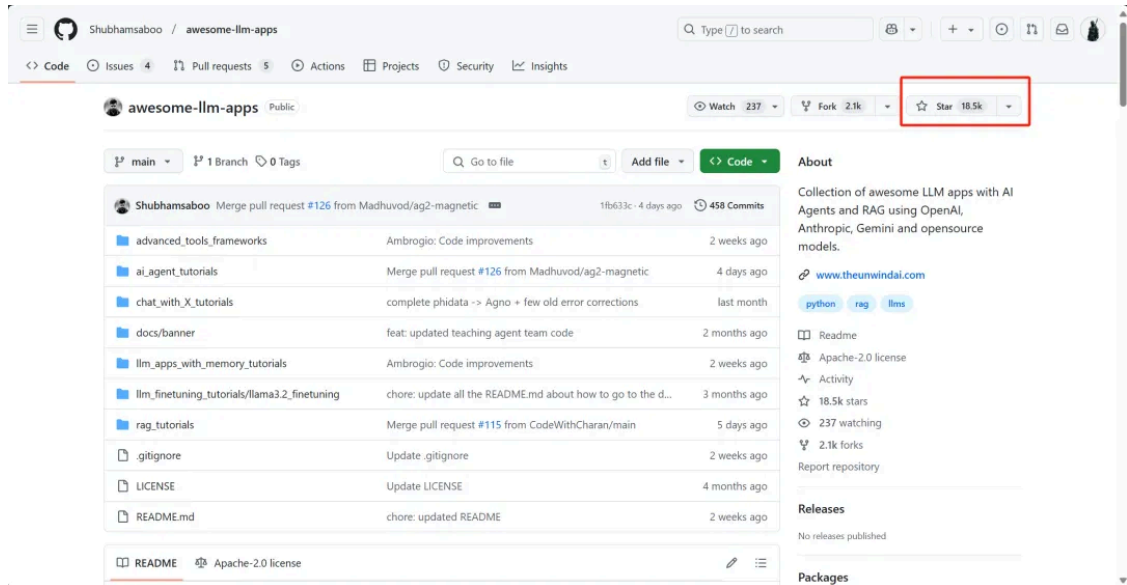 Shubhamsaboo / awesome-llm-apps
Type / to search
Code
Issues 4
Pull requests 5
Actions
Projects
Security
Insights
awesome-llm-apps Public
Watch 237
Fork 2.1k
Star 18.5k
main
1 Branch
0 Tags
Go to file t
Add file
Code
Shubhamsaboo Merge pull request #126 from Madhuvod/ag2-magnetic 1fb633c · 4 days ago 458 Commits
advanced_tools_frameworks Ambrogio: Code improvements 2 weeks ago
ai_agent_tutorials Merge pull request #126 from Madhuvod/ag2-magnetic 4 days ago
chat_with_X_tutorials complete phidata -> Agno + few old error corrections last month
docs/banner feat: updated teaching agent team code 2 months ago
llm_apps_with_memory_tutorials Ambrogio: Code improvements 2 weeks ago
llm_finetuning_tutorials/llama3.2_finetuning chore: update all the README.md about how to go to the d... 3 months ago
rag_tutorials Merge pull request #115 from CodeWithCharan/main 5 days ago
.gitignore Update .gitignore 2 weeks ago
LICENSE Update LICENSE 4 months ago
README.md chore: updated README 2 weeks ago
README
Apache-2.0 license
About
Collection of awesome LLM apps with AI
Agents and RAG using OpenAI,
Anthropic, Gemini and opensource
models.
www.theunwindai.com
python rag llms
Readme
Apache-2.0 license
Activity
18.5k stars
237 watching
2.1k forks
Report repository
Releases
No releases published
Packages